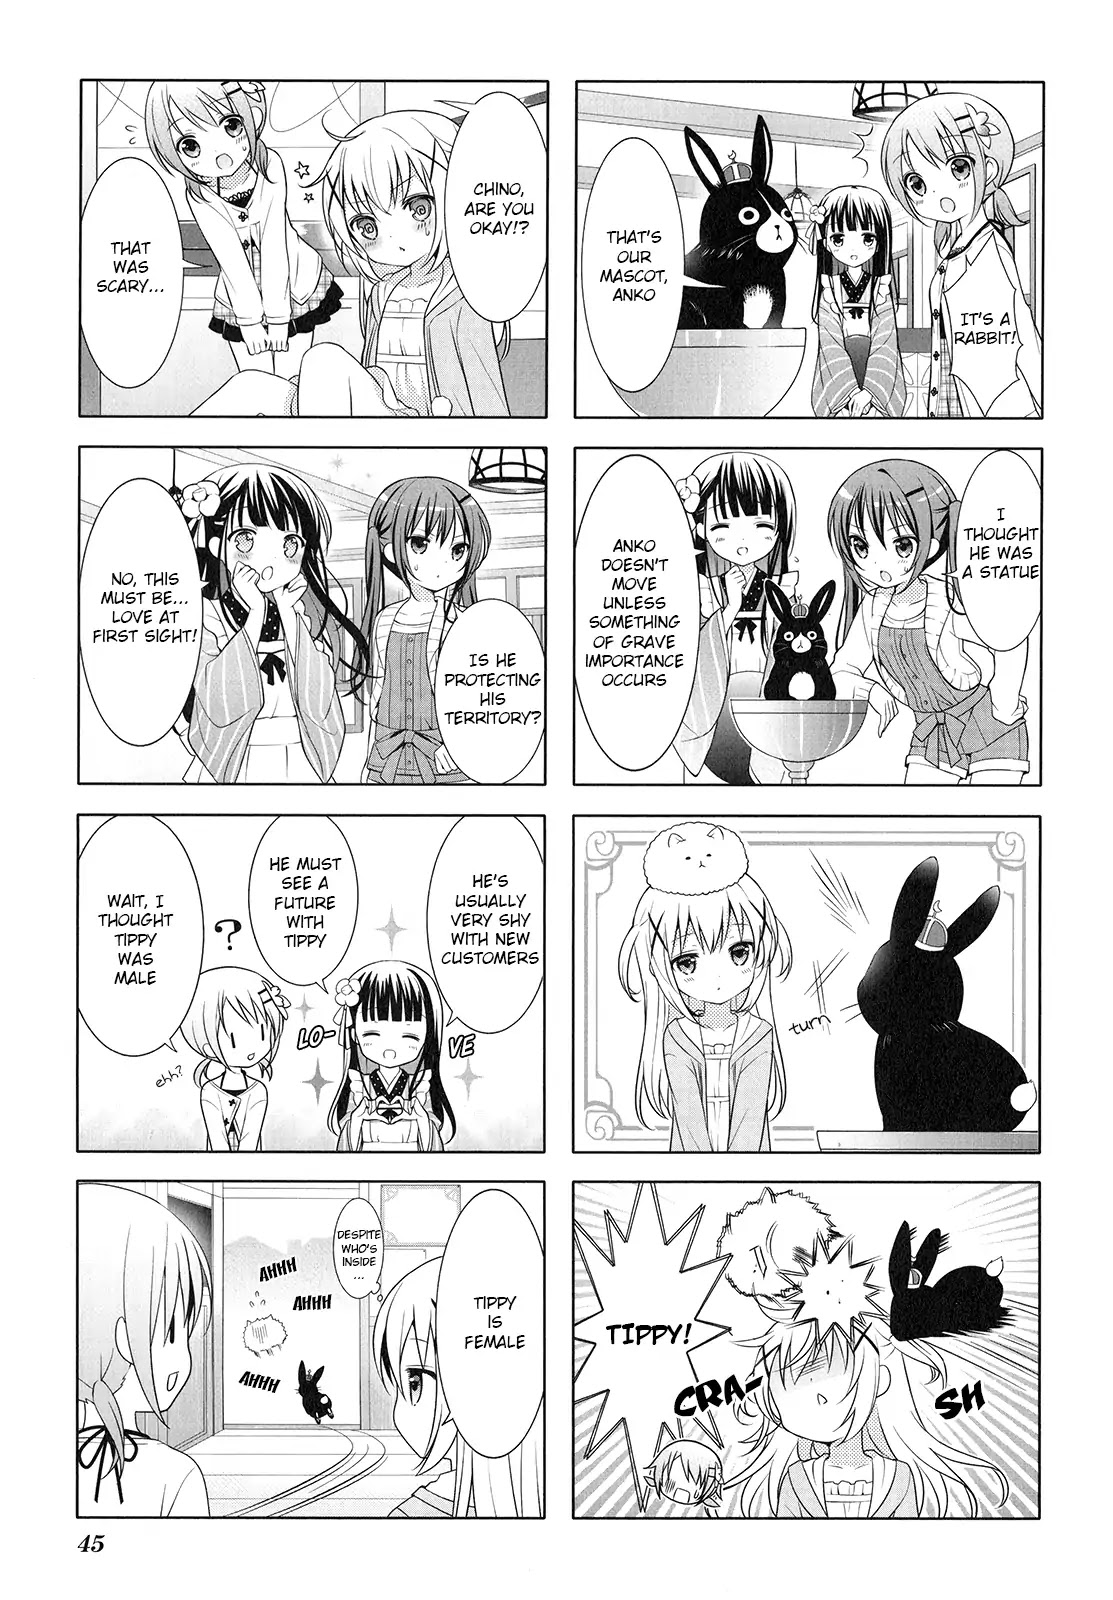 THAT'S
OUR
MASCOT,
ANKO
IT'S A
RABBIT!
I
THOUGHT
HE WAS
A STATUE
ANKO
DOESN'T
MOVE
UNLESS
SOMETHING
OF GRAVE
IMPORTANCE
OCCURS
turn
TIPPY!
CRA-
SH
CHINO,
ARE YOU
OKAY!?
THAT
WAS
SCARY...
IS HE
PROTECTING
HIS
TERRITORY?
NO, THIS
MUST BE...
LOVE AT
FIRST SIGHT!
HE'S
USUALLY
VERY SHY
WITH NEW
CUSTOMERS
HE MUST
SEE A
FUTURE
WITH
TIPPY
LO-
VE
WAIT, I
THOUGHT
TIPPY
WAS
MALE
?
ehh?
TIPPY
IS
FEMALE
DESPITE
WHO'S
INSIDE
...
AHHH
AHHH
AHHH
45